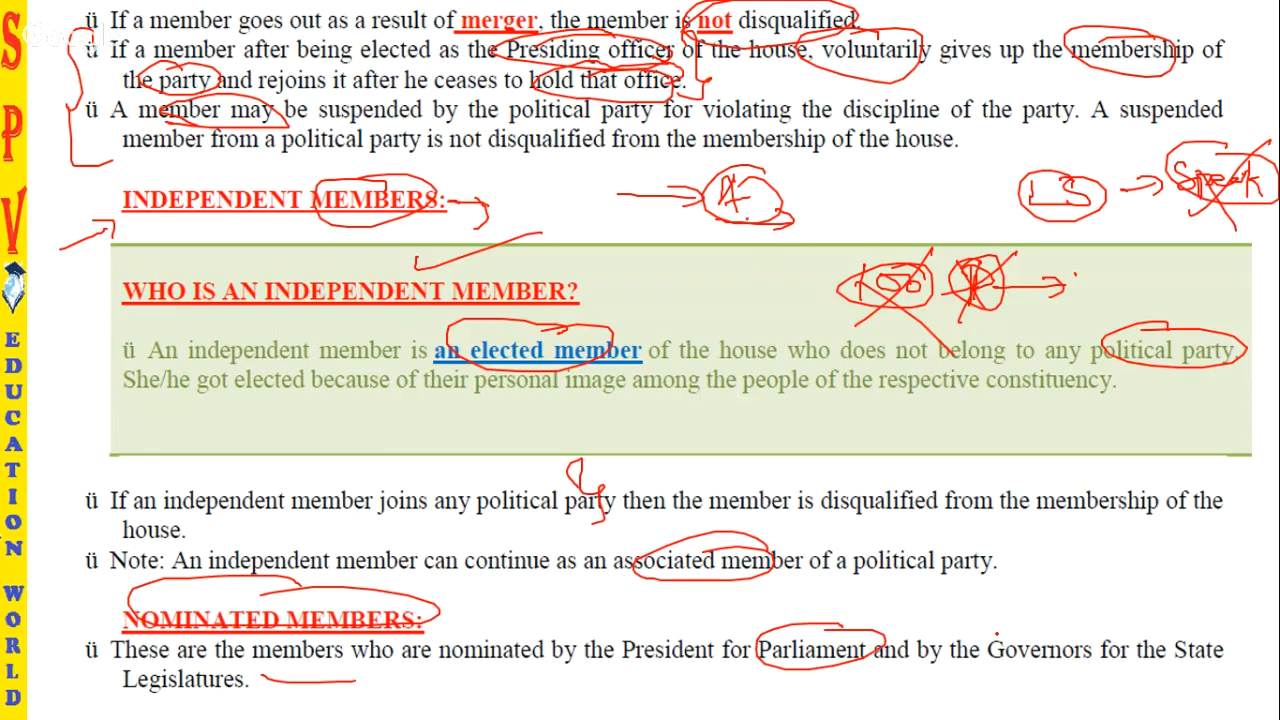 ü If a member goes out as a result of merger, the member is not disqualified.
ü If a member after being elected as the Presiding officer of the house, voluntarily gives up the membership of
the party and rejoins it after he ceases to hold that office.
ü A member may be suspended by the political party for violating the discipline of the party. A suspended
member from a political party is not disqualified from the membership of the house.
INDEPENDENT MEMBERS:
LS
Speak
WHO IS AN INDEPENDENT MEMBER?
ü An independent member is an elected member of the house who does not belong to any political party.
She/he got elected because of their personal image among the people of the respective constituency.
ü If an independent member joins any political party then the member is disqualified from the membership of the
house.
ü Note: An independent member can continue as an associated member of a political party.
NOMINATED MEMBERS:
ü These are the members who are nominated by the President for Parliament and by the Governors for the State
Legislatures.
SPV EDUCATION WORLD